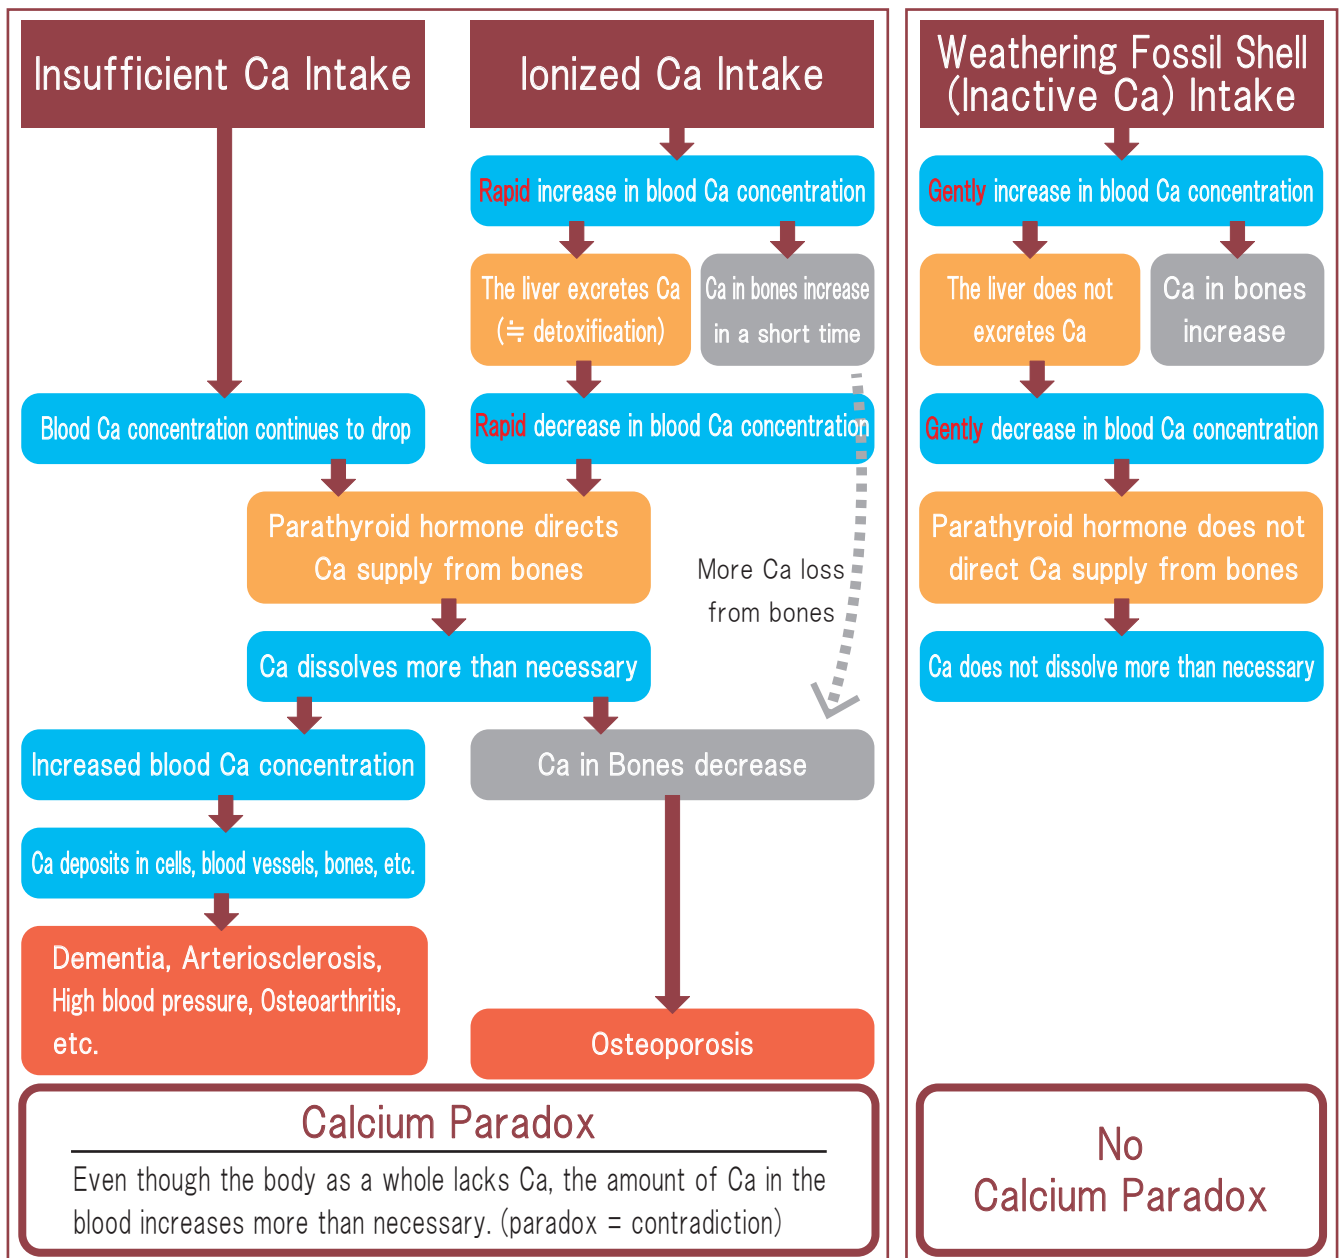 Insufficient Ca Intake
Ionized Ca Intake
Weathering Fossil Shell
(Inactive Ca) Intake
Rapid increase in blood Ca concentration
Gently increase in blood Ca concentration
The liver excretes Ca
(≒ detoxification)
Ca in bones increase
in a short time
The liver does not
excretes Ca
Ca in bones
increase
Blood Ca concentration continues to drop
Rapid decrease in blood Ca concentration
Gently decrease in blood Ca concentration
Parathyroid hormone directs
Ca supply from bones
More Ca loss
from bones
Parathyroid hormone does not
direct Ca supply from bones
Ca dissolves more than necessary
Ca does not dissolve more than necessary
Increased blood Ca concentration
Ca in Bones decrease
Ca deposits in cells, blood vessels, bones, etc.
Dementia, Arteriosclerosis,
High blood pressure, Osteoarthritis,
etc.
Osteoporosis
Calcium Paradox
Even though the body as a whole lacks Ca, the amount of Ca in the
blood increases more than necessary. (paradox = contradiction)
No
Calcium Paradox